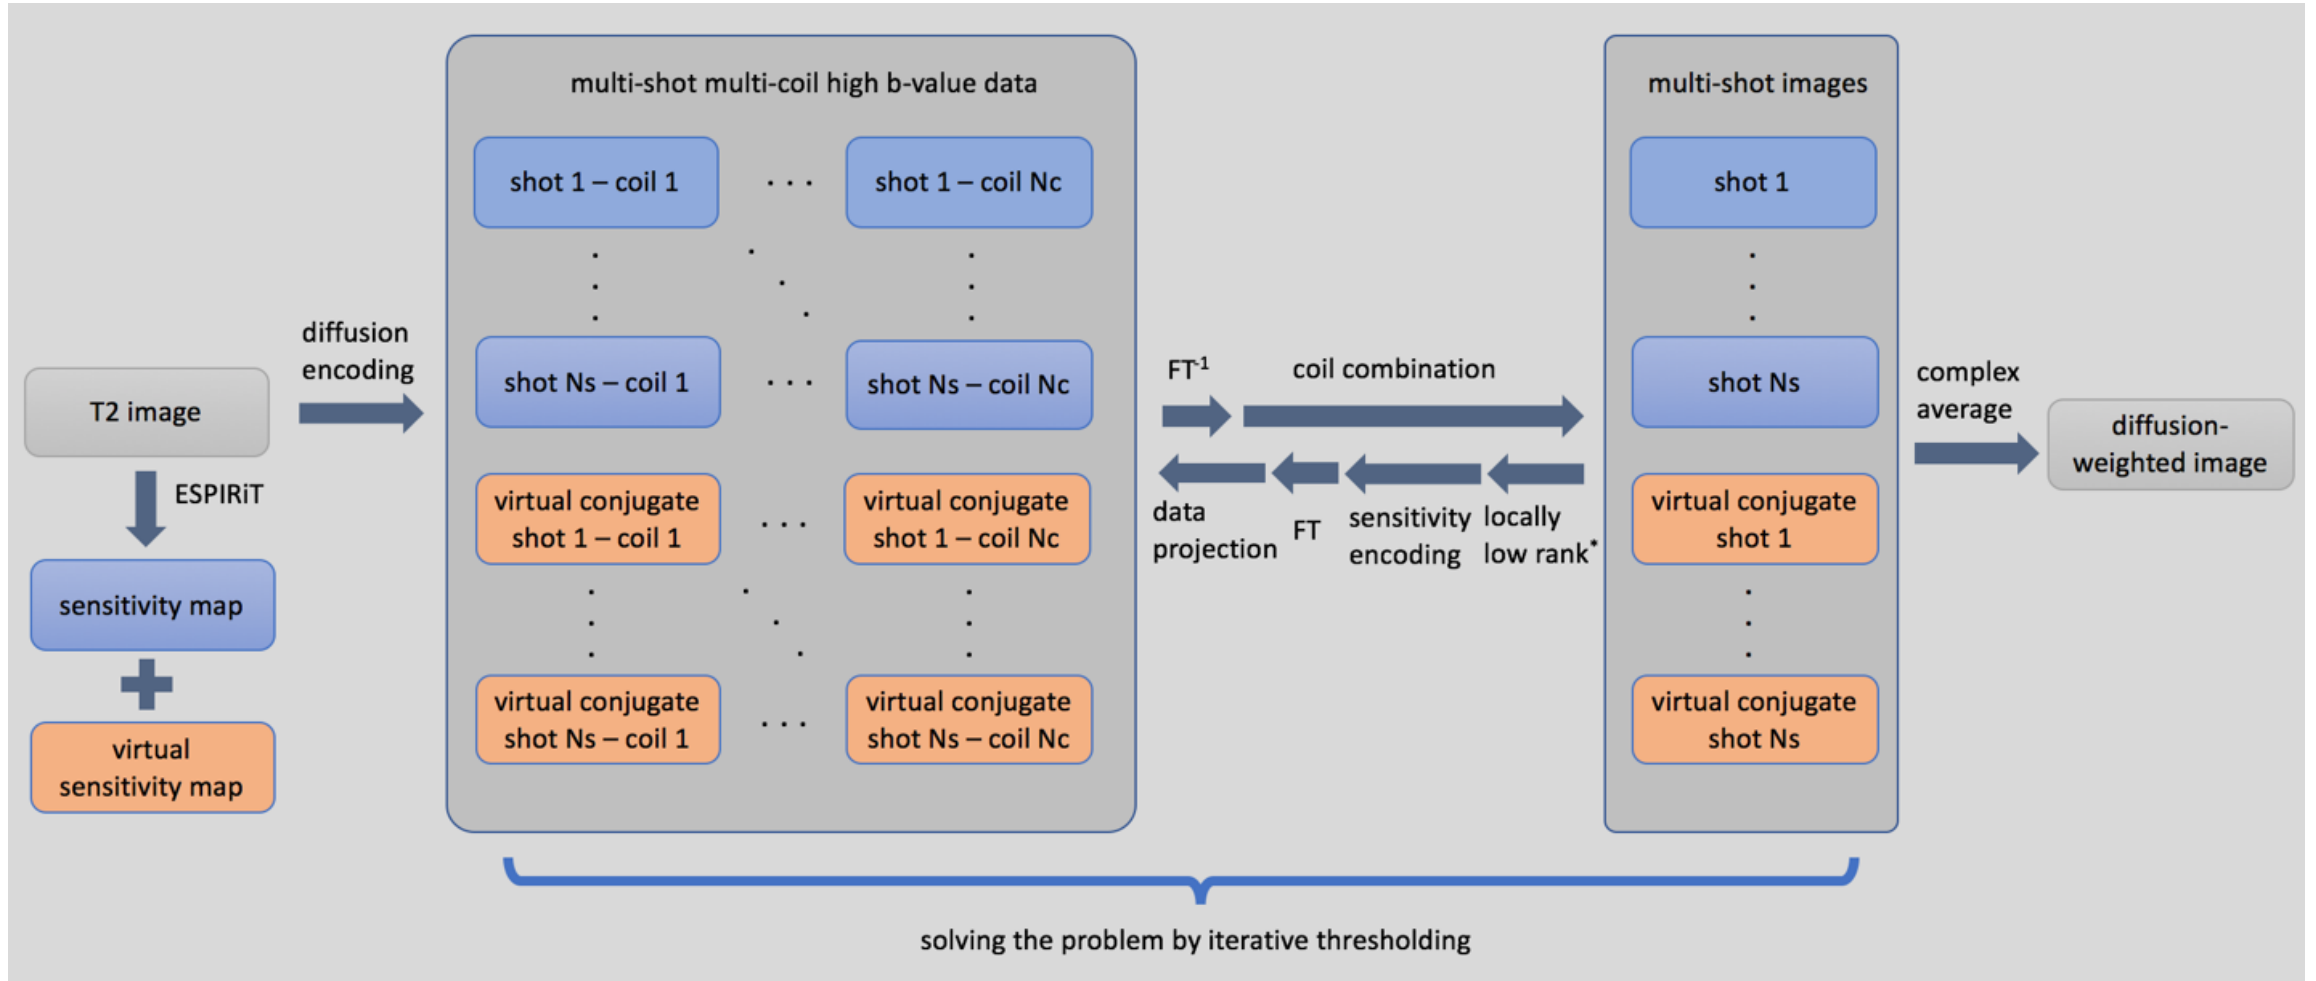 T2 image
ESPIRiT
sensitivity map
virtual
sensitivity map
diffusion
encoding
multi-shot multi-coil high b-value data
shot 1 – coil 1
. . .
shot 1 – coil Nc
shot Ns – coil 1
. . .
shot Ns – coil Nc
virtual conjugate
shot 1 – coil 1
. . .
virtual conjugate
shot 1 – coil Nc
virtual conjugate
shot Ns – coil 1
. . .
virtual conjugate
shot Ns – coil Nc
FT⁻¹
coil combination
data
projection
FT
sensitivity
encoding
locally
low rank*
multi-shot images
shot 1
shot Ns
virtual conjugate
shot 1
virtual conjugate
shot Ns
complex
average
diffusion-
weighted image
solving the problem by iterative thresholding